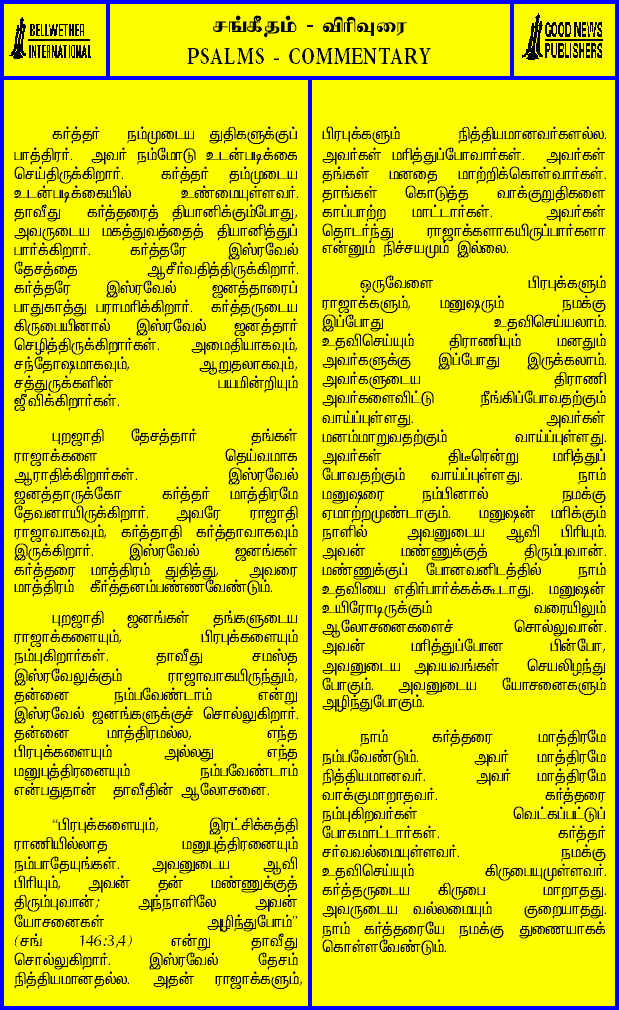 BELLWETHER
INTERNATIONAL
சங்கீதம் - விரிவுரை
PSALMS - COMMENTARY
GOOD NEWS
PUBLISHERS
கர்த்தர் நம்முடைய துதிகளுக்குப்
பாத்திரர். அவர் நம்மோடு உடன்படிக்கை
செய்திருக்கிறார். கர்த்தர் தம்முடைய
உடன்படிக்கையில் உண்மையுள்ளவர்.
தாவீது கர்த்தரைத் தியானிக்கும்போது,
அவருடைய மகத்துவத்தைத் தியானித்துப்
பார்க்கிறார். கர்த்தரே இஸ்ரவேல்
தேசத்தை ஆசீர்வதித்திருக்கிறார்.
கர்த்தரே இஸ்ரவேல் ஜனத்தாரைப்
பாதுகாத்து பராமரிக்கிறார். கர்த்தருடைய
கிருபையினால் இஸ்ரவேல் ஜனத்தார்
செழித்திருக்கிறார்கள். அமைதியாகவும்,
சந்தோஷமாகவும், ஆறுதலாகவும்,
சத்துருக்களின் பயமின்றியும்
ஜீவிக்கிறார்கள்.
புறஜாதி தேசத்தார் தங்கள்
ராஜாக்களை தெய்வமாக
ஆராதிக்கிறார்கள். இஸ்ரவேல்
ஜனத்தாருக்கோ கர்த்தர் மாத்திரமே
தேவனாயிருக்கிறார். அவரே ராஜாதி
ராஜாவாகவும், கர்த்தாதி கர்த்தாவாகவும்
இருக்கிறார். இஸ்ரவேல் ஜனங்கள்
கர்த்தரை மாத்திரம் துதித்து, அவரை
மாத்திரம் கீர்த்தனம்பண்ணவேண்டும்.
புறஜாதி ஜனங்கள் தங்களுடைய
ராஜாக்களையும், பிரபுக்களையும்
நம்புகிறார்கள். தாவீது சமஸ்த
இஸ்ரவேலுக்கும் ராஜாவாகயிருந்தும்,
தன்னை நம்பவேண்டாம் என்று
இஸ்ரவேல் ஜனங்களுக்குச் சொல்லுகிறார்.
தன்னை மாத்திரமல்ல, எந்த
பிரபுக்களையும் அல்லது எந்த
மனுபுத்திரனையும் நம்பவேண்டாம்
என்பதுதான் தாவீதின் ஆலோசனை.
“பிரபுக்களையும், இரட்சிக்கத்தி
ராணியில்லாத மனுபுத்திரனையும்
நம்பாதேயுங்கள். அவனுடைய ஆவி
பிரியும், அவன் தன் மண்ணுக்குத்
திரும்புவான்; அந்நாளிலே அவன்
யோசனைகள் அழிந்துபோம்”
(சங் 146:3,4) என்று தாவீது
சொல்லுகிறார். இஸ்ரவேல் தேசம்
நித்தியமானதல்ல. அதன் ராஜாக்களும்,
பிரபுக்களும் நித்தியமானவர்களல்ல.
அவர்கள் மரித்துப்போவார்கள். அவர்கள்
தங்கள் மனதை மாற்றிக்கொள்வார்கள்.
தாங்கள் கொடுத்த வாக்குறுதிகளை
காப்பாற்ற மாட்டார்கள். அவர்கள்
தொடர்ந்து ராஜாக்களாகயிருப்பார்களா
என்னும் நிச்சயமும் இல்லை.
ஒருவேளை பிரபுக்களும்
ராஜாக்களும், மனுஷரும் நமக்கு
இப்போது உதவிசெய்யலாம்.
உதவிசெய்யும் திராணியும் மனதும்
அவர்களுக்கு இப்போது இருக்கலாம்.
அவர்களுடைய திராணி
அவர்களைவிட்டு நீங்கிப்போவதற்கும்
வாய்ப்புள்ளது. அவர்கள்
மனம்மாறுவதற்கும் வாய்ப்புள்ளது.
அவர்கள் திடீரென்று மரித்துப்
போவதற்கும் வாய்ப்புள்ளது. நாம்
மனுஷரை நம்பினால் நமக்கு
ஏமாற்றமுண்டாகும். மனுஷன் மரிக்கும்
நாளில் அவனுடைய ஆவி பிரியும்.
அவன் மண்ணுக்குத் திரும்புவான்.
மண்ணுக்குப் போனவனிடத்தில் நாம்
உதவியை எதிர்பார்க்கக்கூடாது. மனுஷன்
உயிரோடிருக்கும் வரையிலும்
ஆலோசனைகளைச் சொல்லுவான்.
அவன் மரித்துப்போன பின்போ,
அவனுடைய அவயவங்கள் செயலிழந்து
போகும். அவனுடைய யோசனைகளும்
அழிந்துபோகும்.
நாம் கர்த்தரை மாத்திரமே
நம்பவேண்டும். அவர் மாத்திரமே
நித்தியமானவர். அவர் மாத்திரமே
வாக்குமாறாதவர். கர்த்தரை
நம்புகிறவர்கள் வெட்கப்பட்டுப்
போகமாட்டார்கள். கர்த்தர்
சர்வவல்மையுள்ளவர். நமக்கு
உதவிசெய்யும் கிருபையுமுள்ளவர்.
கர்த்தருடைய கிருபை மாறாதது.
அவருடைய வல்லமையும் குறையாதது.
நாம் கர்த்தரையே நமக்கு துணையாகக்
கொள்ளவேண்டும்.